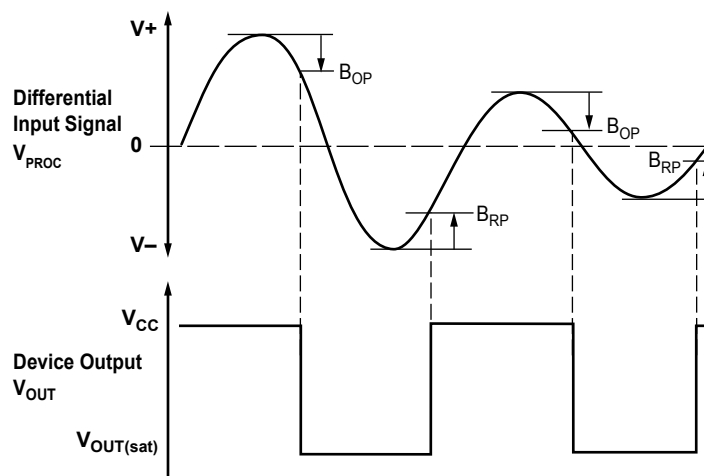 V+
BOP
Differential
Input Signal
VPROC
0
BOP
BRP
BRP
V–
VCC
Device Output
VOUT
VOUT(sat)